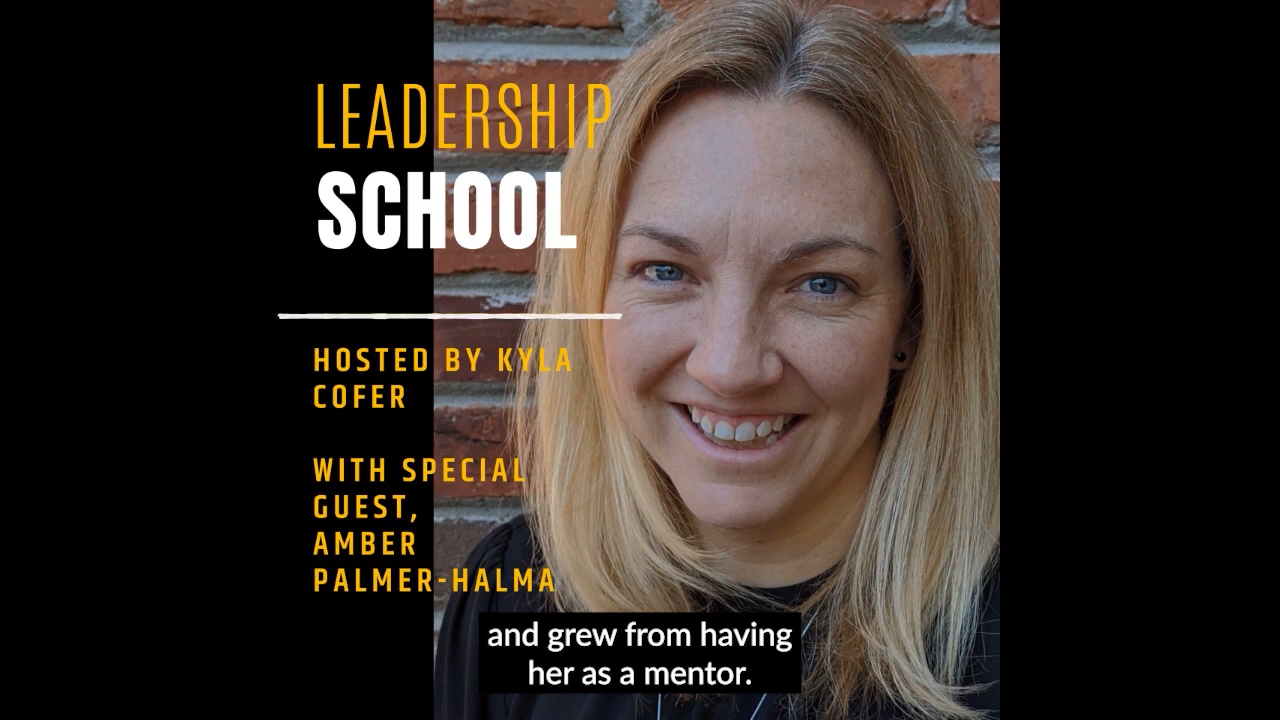 LEADERSHIP
SCHOOL
HOSTED BY KYLA
COFER
WITH SPECIAL
GUEST,
AMBER
PALMER-HALMA
and grew from having
her as a mentor.